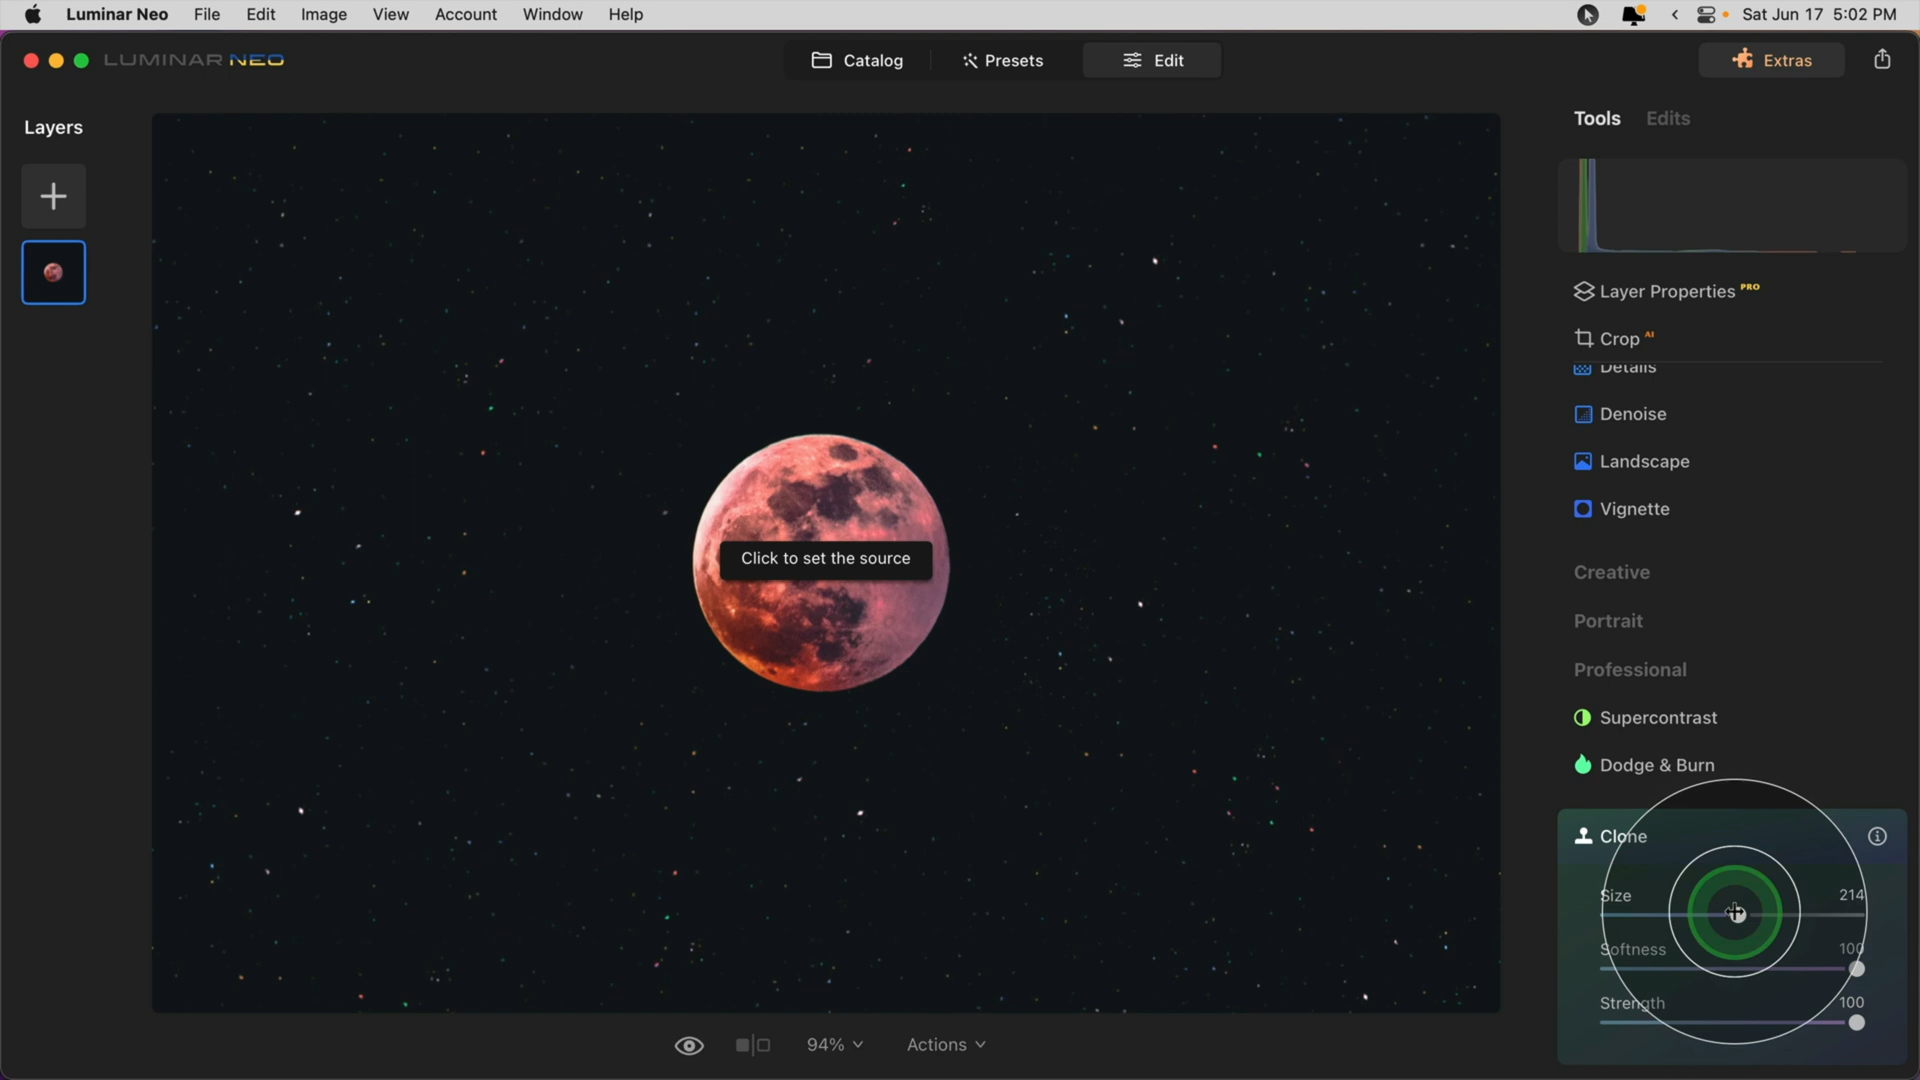 Luminar Neo File Edit Image View Account Window Help Sat Jun 17 5:02 PM
LUMINAR NEO Catalog Presets Edit Extras
Layers
Tools Edits
Layer Properties PRO
Crop AI
Details
Denoise
Landscape
Vignette
Click to set the source
Creative
Portrait
Professional
Supercontrast
Dodge & Burn
Clone
Size 214
Softness 100
Strength 100
94% Actions